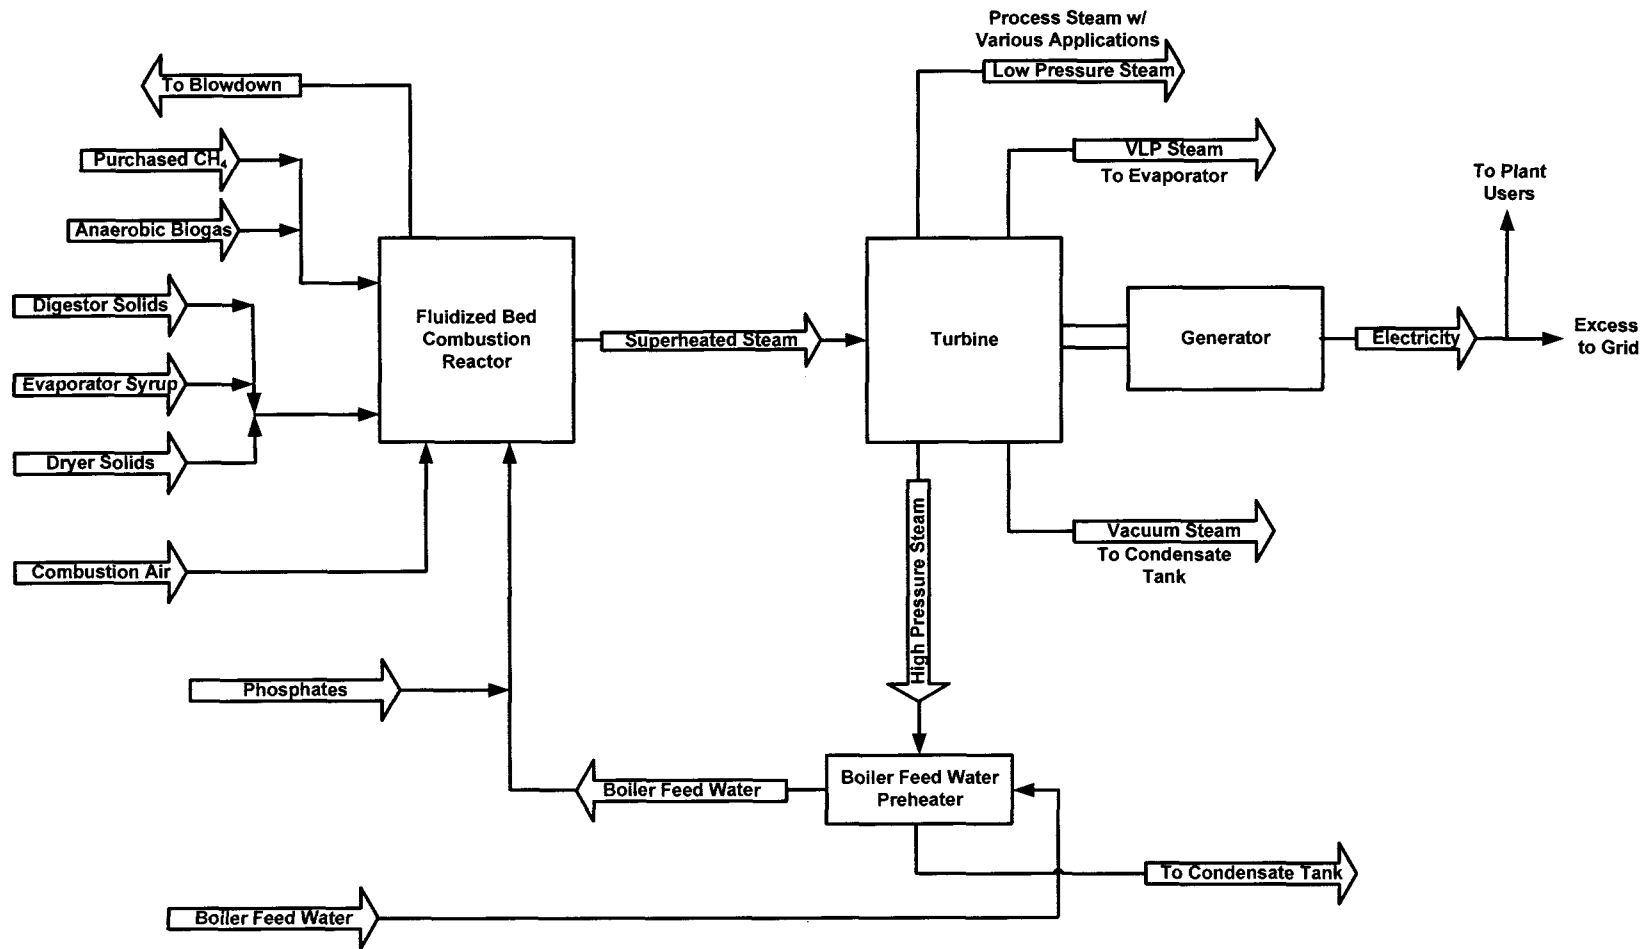 Process Steam w/
Various Applications
Low Pressure Steam
To Blowdown
VLP Steam
To Evaporator
Purchased CH₄
Anaerobic Biogas
To Plant
Users
Digestor Solids
Fluidized Bed
Combustion
Reactor
Superheated Steam
Turbine
Generator
Electricity
Excess
to Grid
Evaporator Syrup
Dryer Solids
Combustion Air
High Pressure Steam
Vacuum Steam
To Condensate
Tank
Phosphates
Boiler Feed Water
Boiler Feed Water
Preheater
To Condensate Tank
Boiler Feed Water